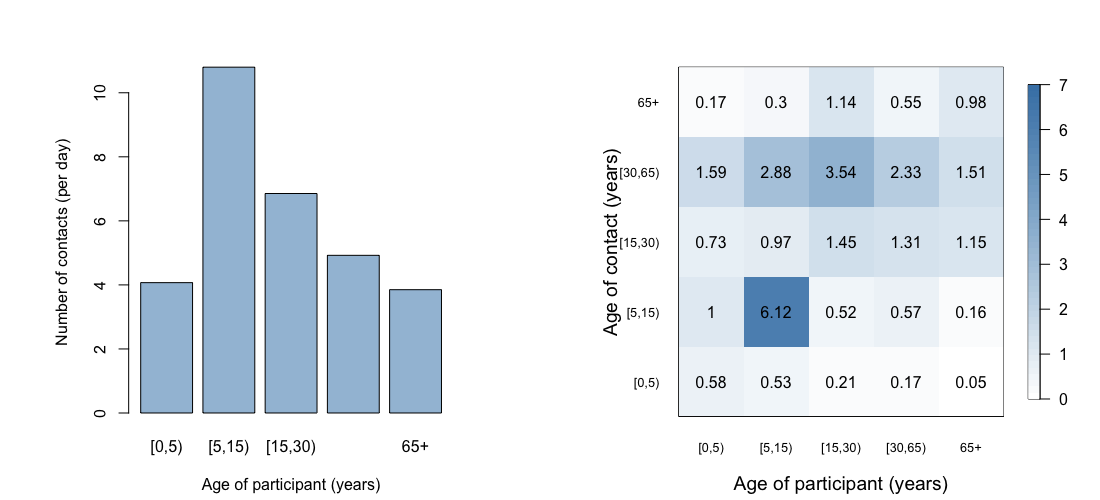 Number of contacts (per day)
10
8
6
4
2
0
[0,5) [5,15) [15,30) 65+
Age of participant (years)
Age of contact (years)
65+ 0.17 0.3 1.14 0.55 0.98
[30,65) 1.59 2.88 3.54 2.33 1.51
[15,30) 0.73 0.97 1.45 1.31 1.15
[5,15) 1 6.12 0.52 0.57 0.16
[0,5) 0.58 0.53 0.21 0.17 0.05
[0,5) [5,15) [15,30) [30,65) 65+
Age of participant (years)
7
6
5
4
3
2
1
0